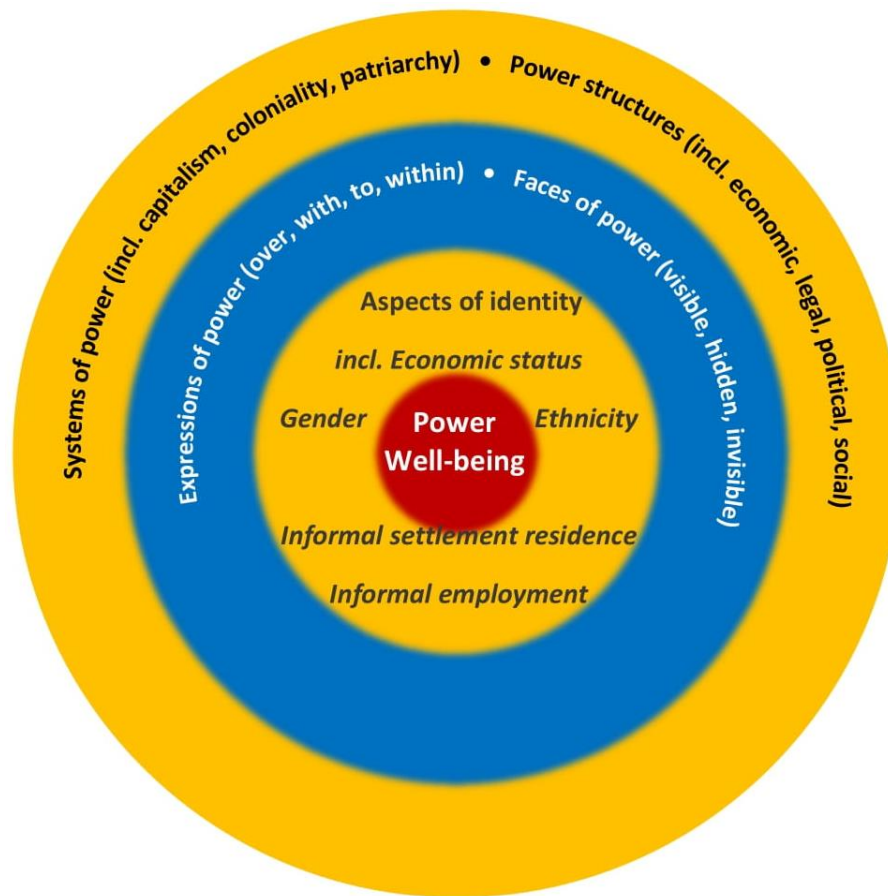 Systems of power (incl. capitalism, coloniality, patriarchy) • Power structures (incl. economic, legal, political, social)
Expressions of power (over, with, to, within) • Faces of power (visible, hidden, invisible)
Aspects of identity
incl. Economic status
Gender
Ethnicity
Power
Well-being
Informal settlement residence
Informal employment